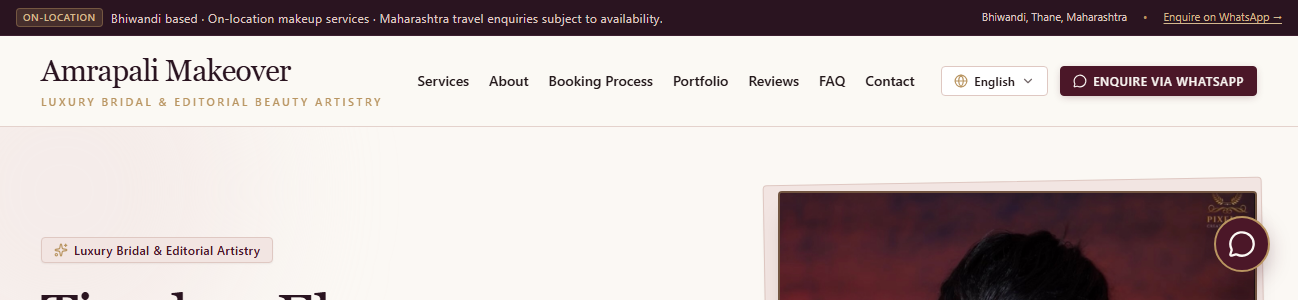 ON-LOCATION Bhiwandi based · On-location makeup services · Maharashtra travel enquiries subject to availability. Bhiwandi, Thane, Maharashtra • Enquire on WhatsApp →
Amrapali Makeover
LUXURY BRIDAL & EDITORIAL BEAUTY ARTISTRY
Services About Booking Process Portfolio Reviews FAQ Contact English ENQUIRE VIA WHATSAPP
Luxury Bridal & Editorial Artistry